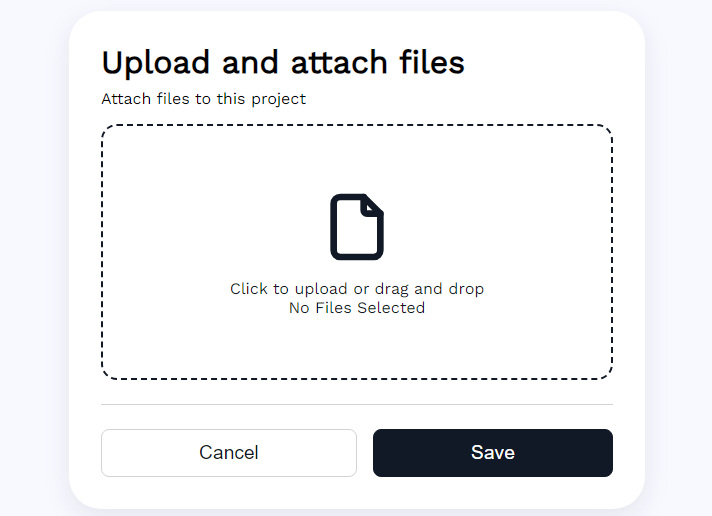 Upload and attach files
Attach files to this project
Click to upload or drag and drop
No Files Selected
Cancel
Save